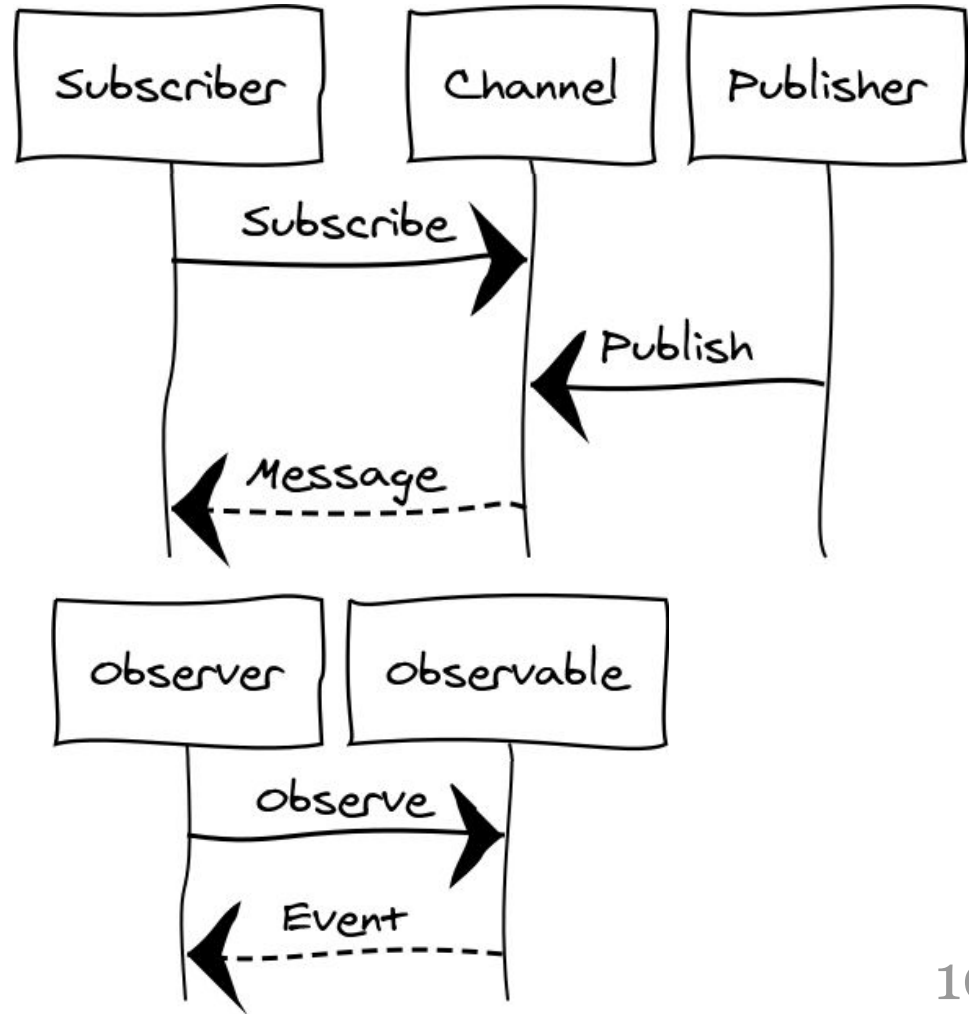 Subscriber
Channel
Publisher
Subscribe
Publish
Message
Observer
Observable
Observe
Event